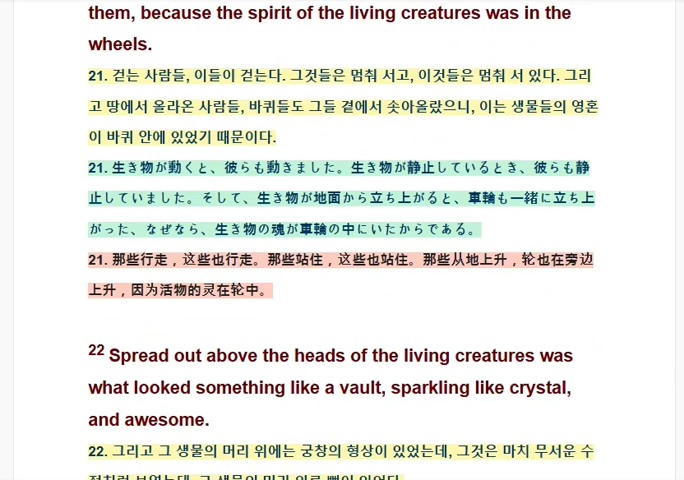 them, because the spirit of the living creatures was in the
wheels.
21. 걷는 사람들, 이들이 걷는다. 그것들은 멈춰 서고, 이것들은 멈춰 서 있다. 그리
고 땅에서 올라온 사람들, 바퀴들도 그들 곁에서 솟아올랐으니, 이는 생물들의 영혼
이 바퀴 안에 있었기 때문이다.
21. 生き物が動くと、彼らも動きました。生き物が静止しているとき、彼らも静
止していました。そして、生き物が地面から立ち上がると、車輪も一緒に立ち上
がった、なぜなら、生き物の魂が車輪の中にいたからである。
21. 那些行走，这些也行走。那些站住，这些也站住。那些从地上升，轮也在旁边
上升，因为活物的灵在轮中。
22 Spread out above the heads of the living creatures was
what looked something like a vault, sparkling like crystal,
and awesome.
22. 그리고 그 생물의 머리 위에는 궁창의 형상이 있었는데, 그것은 마치 무서운 수